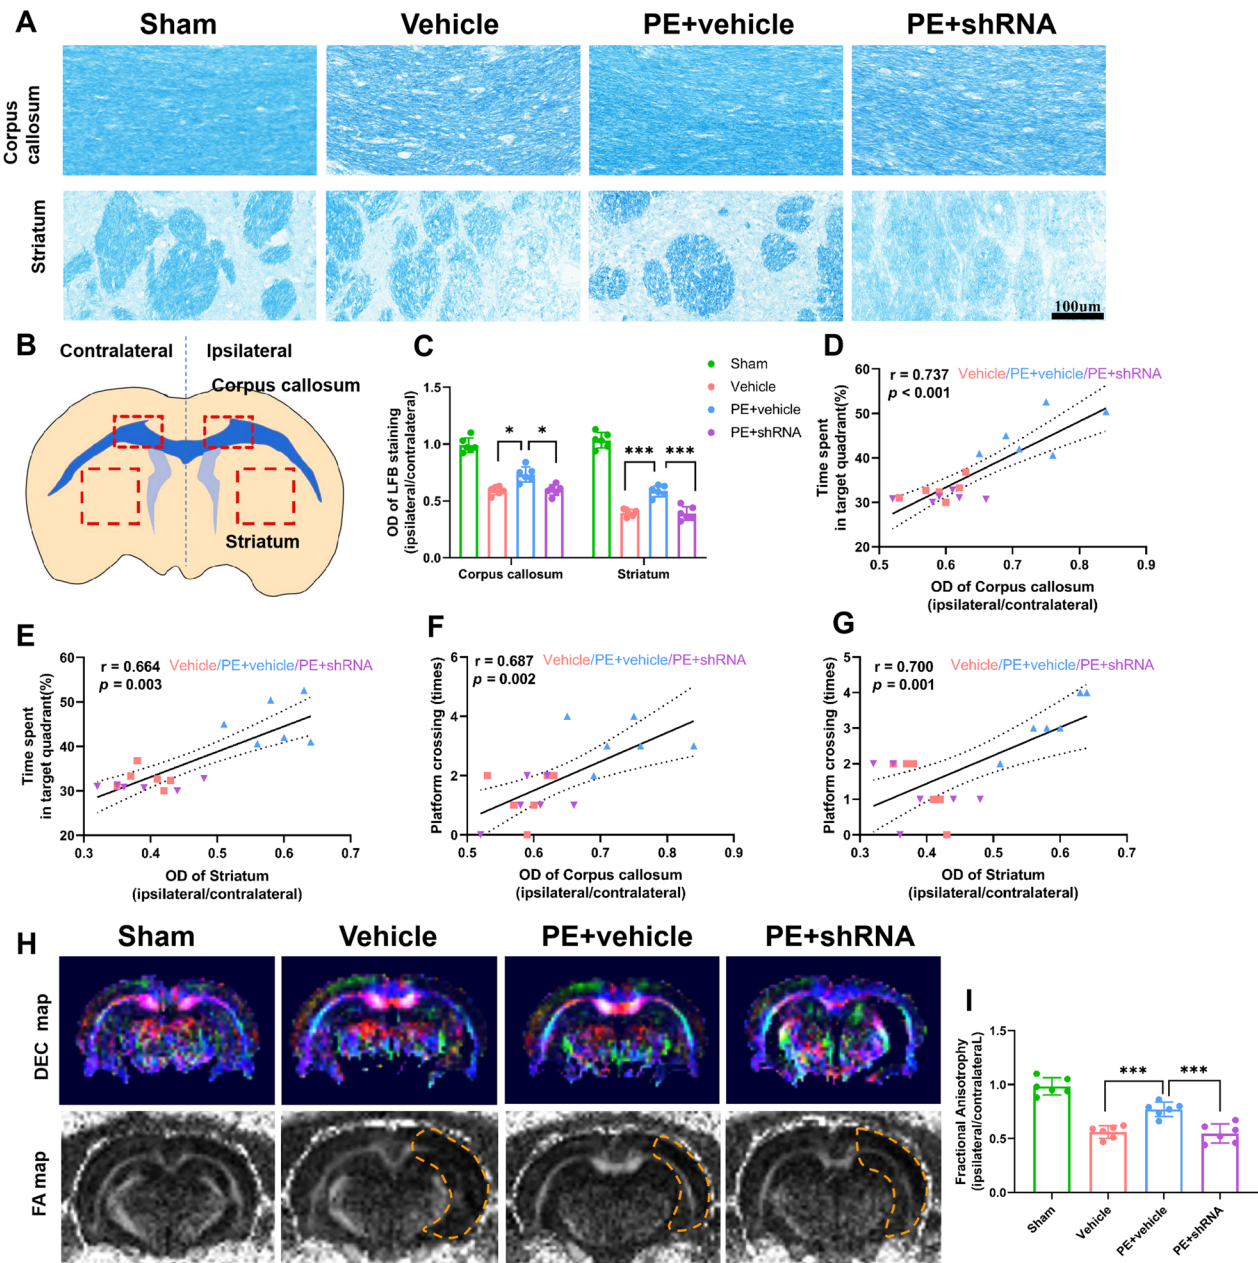 A
Sham
Vehicle
PE+vehicle
PE+shRNA
Corpus
callosum
Striatum
100um
B
Contralateral
Ipsilateral
Corpus callosum
Striatum
C
OD of LFB staining
(ipsilateral/contralateral)
1.5
1.0
0.5
0.0
* *
*** ***
Corpus callosum
Striatum
Sham
Vehicle
PE+vehicle
PE+shRNA
D
r = 0.737
p < 0.001
Vehicle/PE+vehicle/PE+shRNA
Time spent
in target quadrant(%)
60
50
40
30
20
0.5 0.6 0.7 0.8 0.9
OD of Corpus callosum
(ipsilateral/contralateral)
E
r = 0.664
p = 0.003
Vehicle/PE+vehicle/PE+shRNA
Time spent
in target quadrant(%)
60
50
40
30
20
0.3 0.4 0.5 0.6 0.7
OD of Striatum
(ipsilateral/contralateral)
F
r = 0.687
p = 0.002
Vehicle/PE+vehicle/PE+shRNA
Platform crossing (times)
6
4
2
0
0.5 0.6 0.7 0.8 0.9
OD of Corpus callosum
(ipsilateral/contralateral)
G
r = 0.700
p = 0.001
Vehicle/PE+vehicle/PE+shRNA
Platform crossing (times)
5
4
3
2
1
0
0.3 0.4 0.5 0.6 0.7
OD of Striatum
(ipsilateral/contralateral)
H
Sham
Vehicle
PE+vehicle
PE+shRNA
DEC map
FA map
I
Fractional Anisotrophy
(ipsilateral/contralateraL)
1.5
1.0
0.5
0.0
*** ***
Sham
Vehicle
PE+vehicle
PE+shRNA